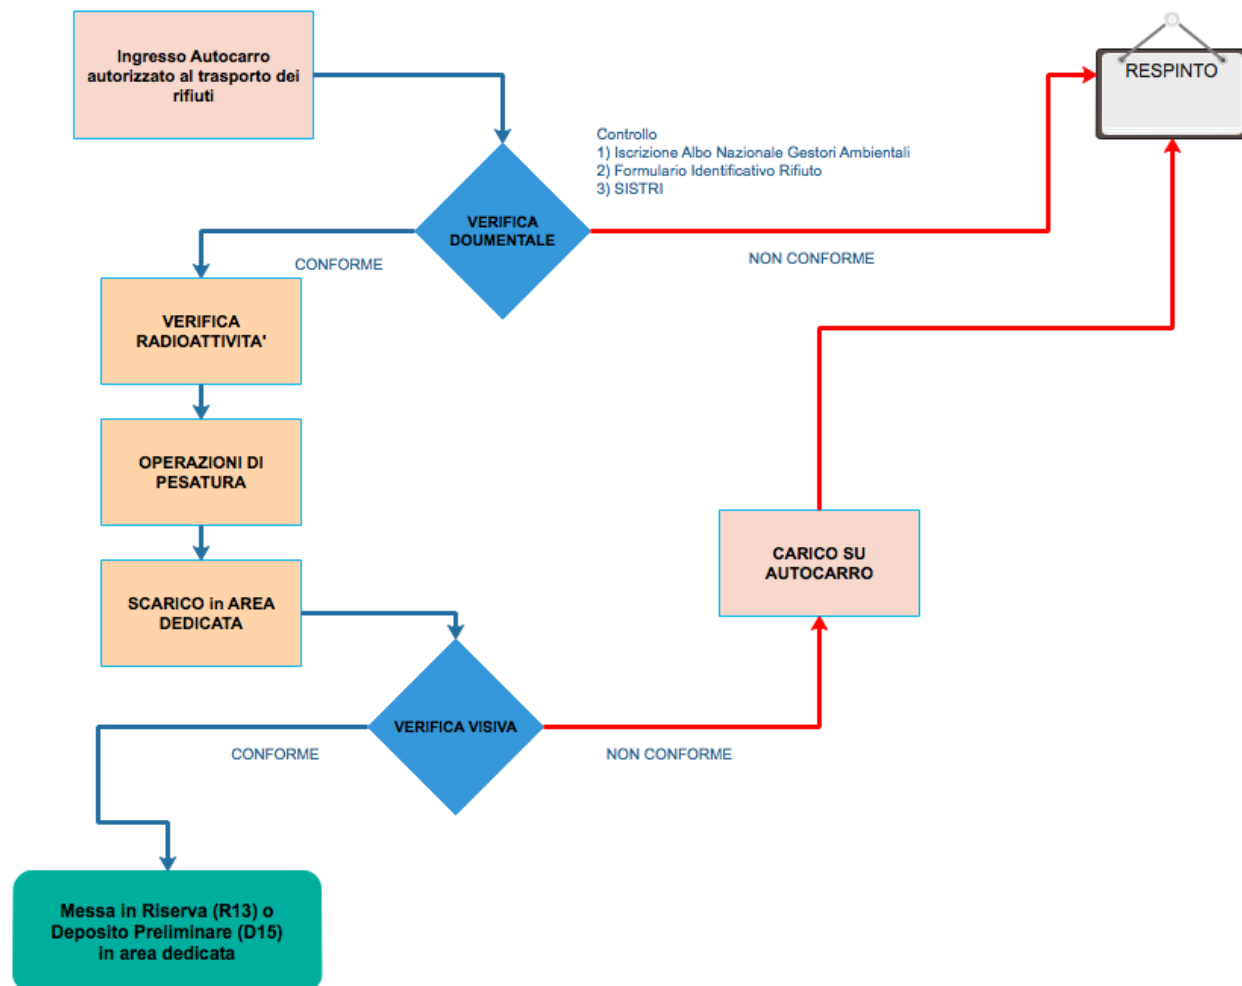 Ingresso Autocarro
autorizzato al trasporto dei
rifiuti
RESPINTO
Controllo
1) Iscrizione Albo Nazionale Gestori Ambientali
2) Formulario Identificativo Rifiuto
3) SISTRI
VERIFICA
DOUMENTALE
CONFORME
NON CONFORME
VERIFICA
RADIOATTIVITA'
OPERAZIONI DI
PESATURA
CARICO SU
AUTOCARRO
SCARICO in AREA
DEDICATA
VERIFICA VISIVA
CONFORME
NON CONFORME
Messa in Riserva (R13) o
Deposito Preliminare (D15)
in area dedicata